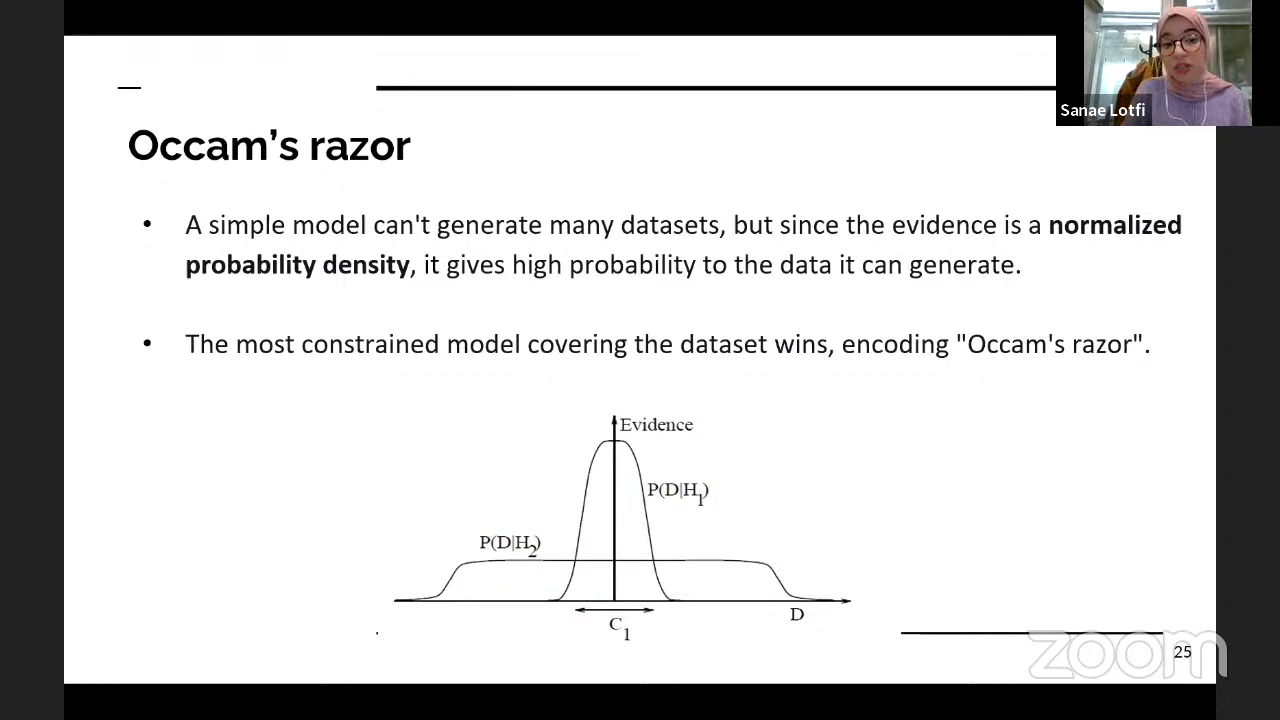 Sanae Lotfi
Occam's razor
• A simple model can't generate many datasets, but since the evidence is a normalized
probability density, it gives high probability to the data it can generate.
• The most constrained model covering the dataset wins, encoding "Occam's razor".
Evidence
P(D|H1)
P(D|H2)
D
C1
zoom
25